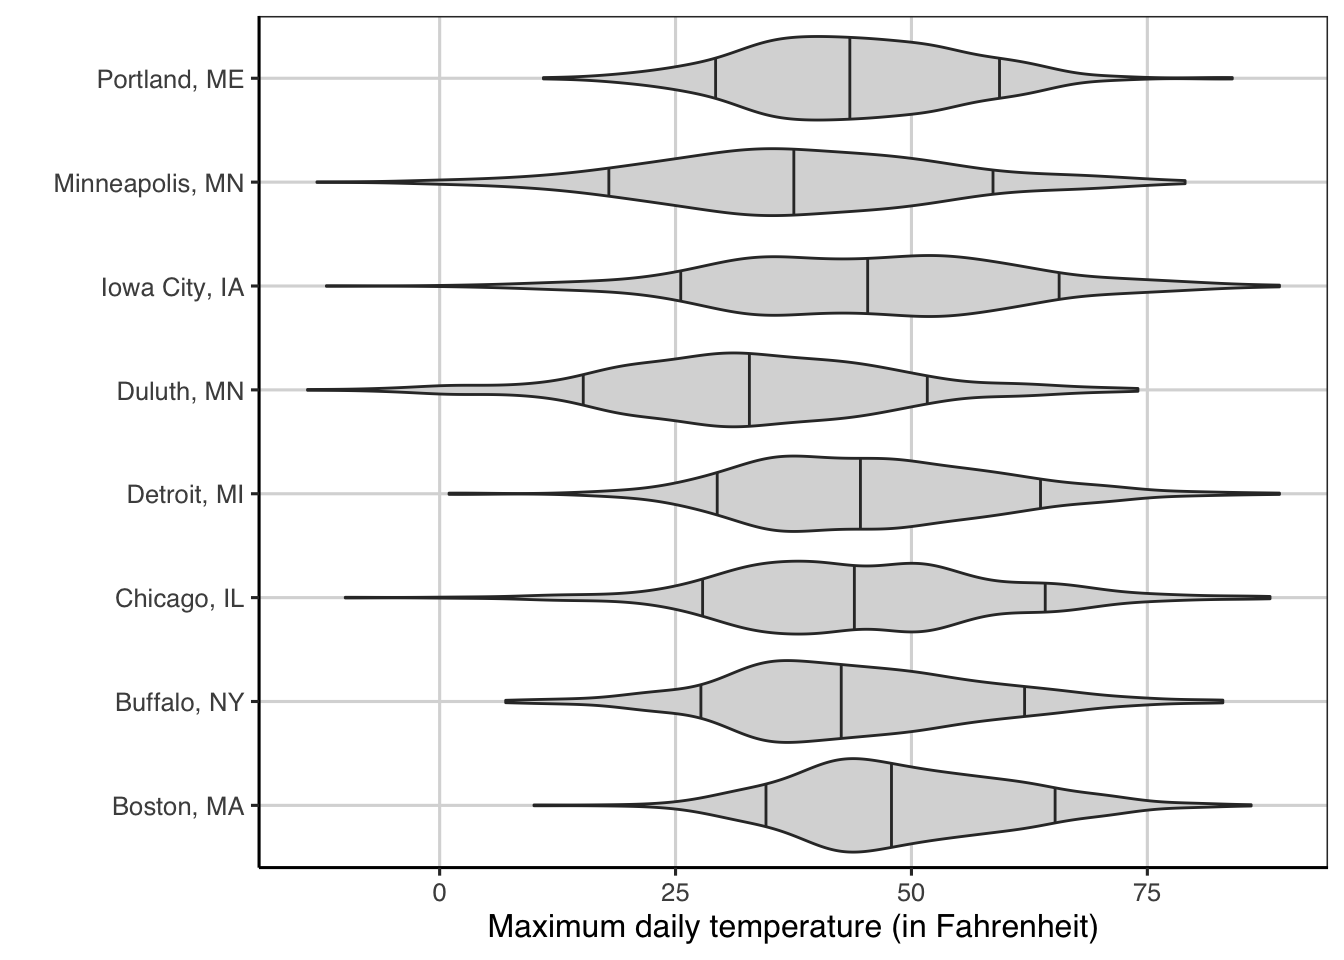 Portland, ME
Minneapolis, MN
Iowa City, IA
Duluth, MN
Detroit, MI
Chicago, IL
Buffalo, NY
Boston, MA
0 25 50 75
Maximum daily temperature (in Fahrenheit)